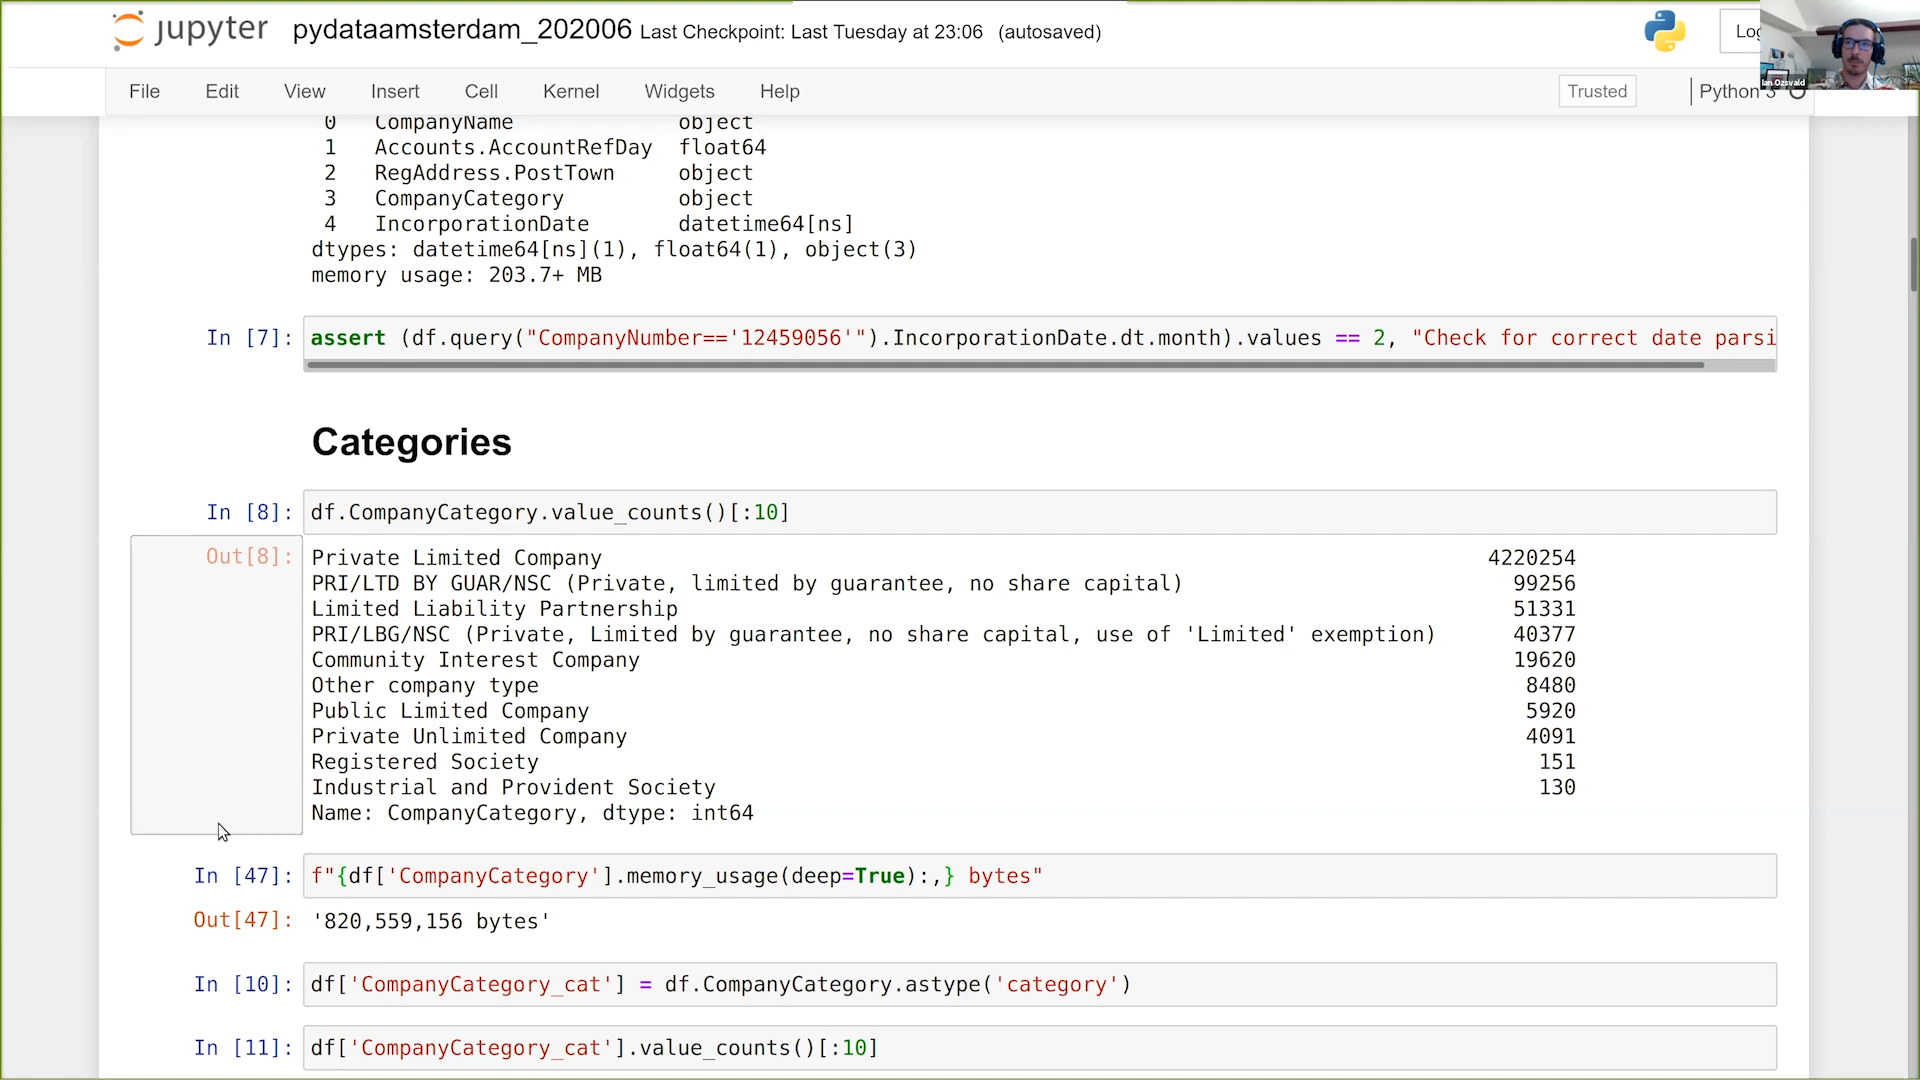 jupyter pydataamsterdam_202006 Last Checkpoint: Last Tuesday at 23:06 (autosaved)
File Edit View Insert Cell Kernel Widgets Help Trusted Python 3
Ian Ozsvald
0 CompanyName object
1 Accounts.AccountRefDay float64
2 RegAddress.PostTown object
3 CompanyCategory object
4 IncorporationDate datetime64[ns]
dtypes: datetime64[ns](1), float64(1), object(3)
memory usage: 203.7+ MB
In [7]: assert (df.query("CompanyNumber=='12459056'").IncorporationDate.dt.month).values == 2, "Check for correct date parsi
Categories
In [8]: df.CompanyCategory.value_counts()[:10]
Out[8]: Private Limited Company 4220254
PRI/LTD BY GUAR/NSC (Private, limited by guarantee, no share capital) 99256
Limited Liability Partnership 51331
PRI/LBG/NSC (Private, Limited by guarantee, no share capital, use of 'Limited' exemption) 40377
Community Interest Company 19620
Other company type 8480
Public Limited Company 5920
Private Unlimited Company 4091
Registered Society 151
Industrial and Provident Society 130
Name: CompanyCategory, dtype: int64
In [47]: f"{df['CompanyCategory'].memory_usage(deep=True):,} bytes"
Out[47]: '820,559,156 bytes'
In [10]: df['CompanyCategory_cat'] = df.CompanyCategory.astype('category')
In [11]: df['CompanyCategory_cat'].value_counts()[:10]